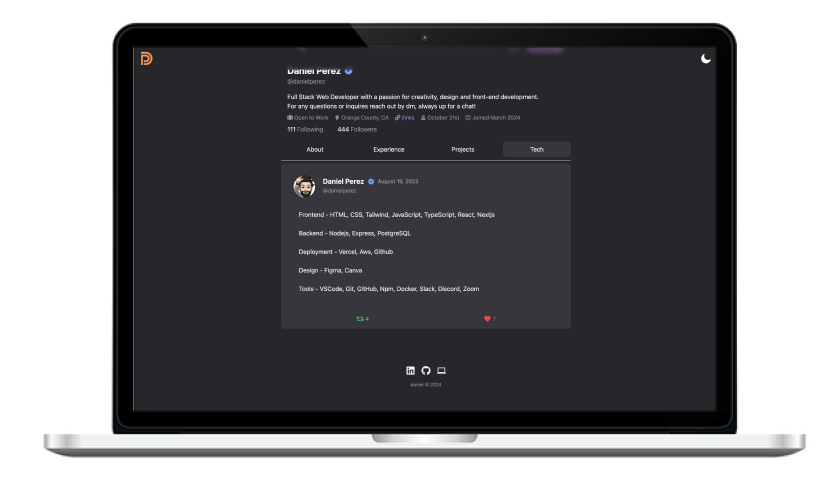 Daniel Perez
@danielperez
Full Stack Web Developer with a passion for creativity, design and front-end development.
For any questions or inquires reach out by dm, always up for a chat!
Open to Work Orange County, CA /links October 21st Joined March 2024
111 Following 444 Followers
About Experience Projects Tech
Daniel Perez August 19, 2023
@danielperez
Frontend - HTML, CSS, Tailwind, JavaScript, TypeScript, React, Nextjs
Backend - Nodejs, Express, PostgreSQL
Deployment - Vercel, Aws, Github
Design - Figma, Canva
Tools - VSCode, Git, GitHub, Npm, Docker, Slack, Discord, Zoom
4 7
daniel © 2024